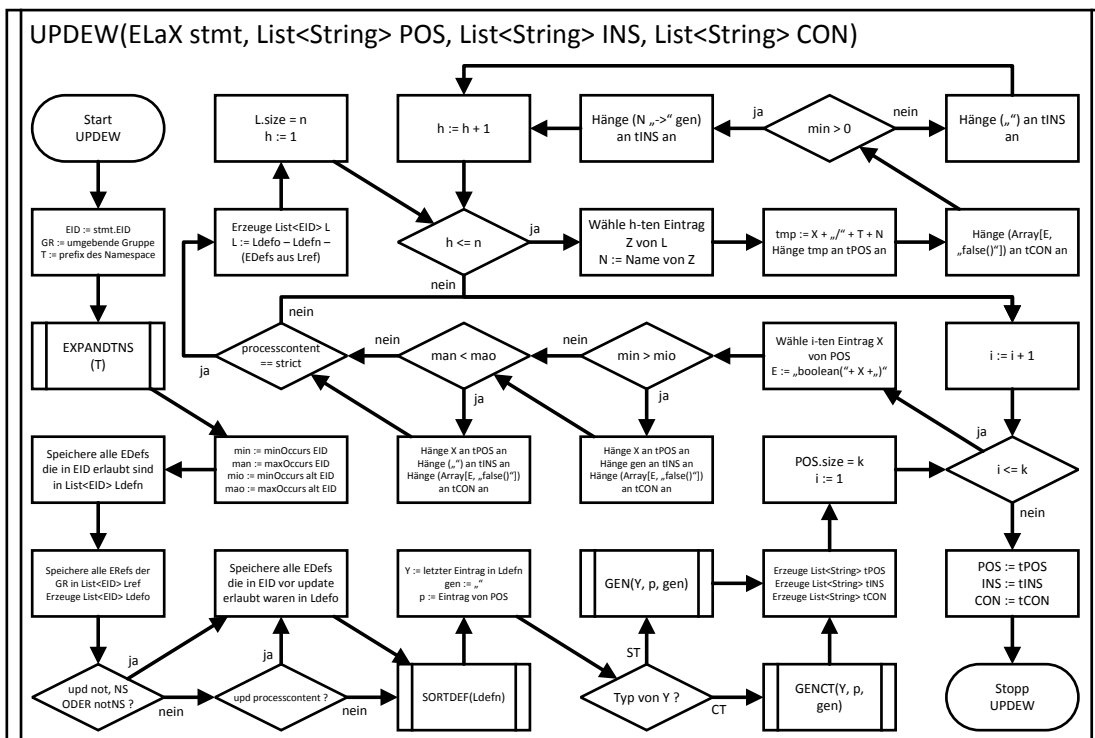 UPDEW(ELaX stmt, List<String> POS, List<String> INS, List<String> CON)
Start
UPDEW
L.size = n
h := 1
h := h + 1
Hänge (N „->“ gen)
an tINS an
ja
min > 0
nein
Hänge („“) an tINS
an
EID := stmt.EID
GR := umgebende Gruppe
T := prefix des Namespace
Erzeuge List<EID> L
L := Ldefo – Ldefn –
(EDefs aus Lref)
h <= n
ja
nein
Wähle h-ten Eintrag
Z von L
N := Name von Z
tmp := X + „/“ + T + N
Hänge tmp an tPOS an
Hänge (Array[E,
„false()“]) an tCON an
EXPANDTNS
(T)
nein
processcontent
== strict
ja
nein
man < mao
ja
nein
min > mio
ja
Wähle i-ten Eintrag X
von POS
E := „boolean(“+ X +„)“
i := i + 1
Speichere alle EDefs
die in EID erlaubt sind
in List<EID> Ldefn
min := minOccurs EID
man := maxOccurs EID
mio := minOccurs alt EID
mao := maxOccurs alt EID
Hänge X an tPOS an
Hänge („“) an tINS an
Hänge (Array[E, „false()“])
an tCON an
Hänge X an tPOS an
Hänge gen an tINS an
Hänge (Array[E, „false()“])
an tCON an
POS.size = k
i := 1
ja
i <= k
nein
Speichere alle ERefs der
GR in List<EID> Lref
Erzeuge List<EID> Ldefo
Speichere alle EDefs
die in EID vor update
erlaubt waren in Ldefo
Y := letzter Eintrag in Ldefn
gen := „“
p := Eintrag von POS
GEN(Y, p, gen)
Erzeuge List<String> tPOS
Erzeuge List<String> tINS
Erzeuge List<String> tCON
POS := tPOS
INS := tINS
CON := tCON
upd not, NS
ODER notNS ?
ja
nein
upd processcontent ?
ja
nein
SORTDEF(Ldefn)
Typ von Y ?
ST
CT
GENCT(Y, p,
gen)
Stopp
UPDEW